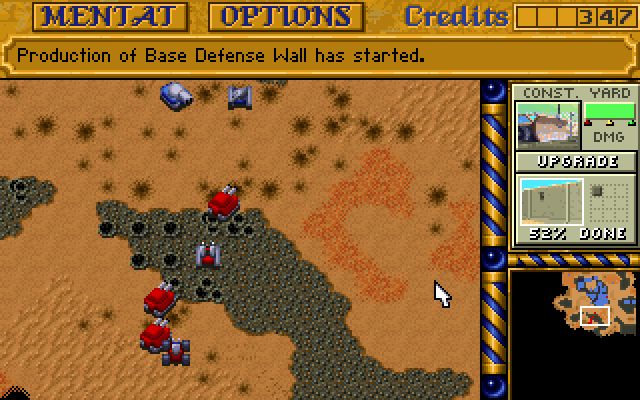 MENTAT
OPTIONS
Credits 347
Production of Base Defense Wall has started.
CONST. YARD
DMG
UPGRADE
52% DONE